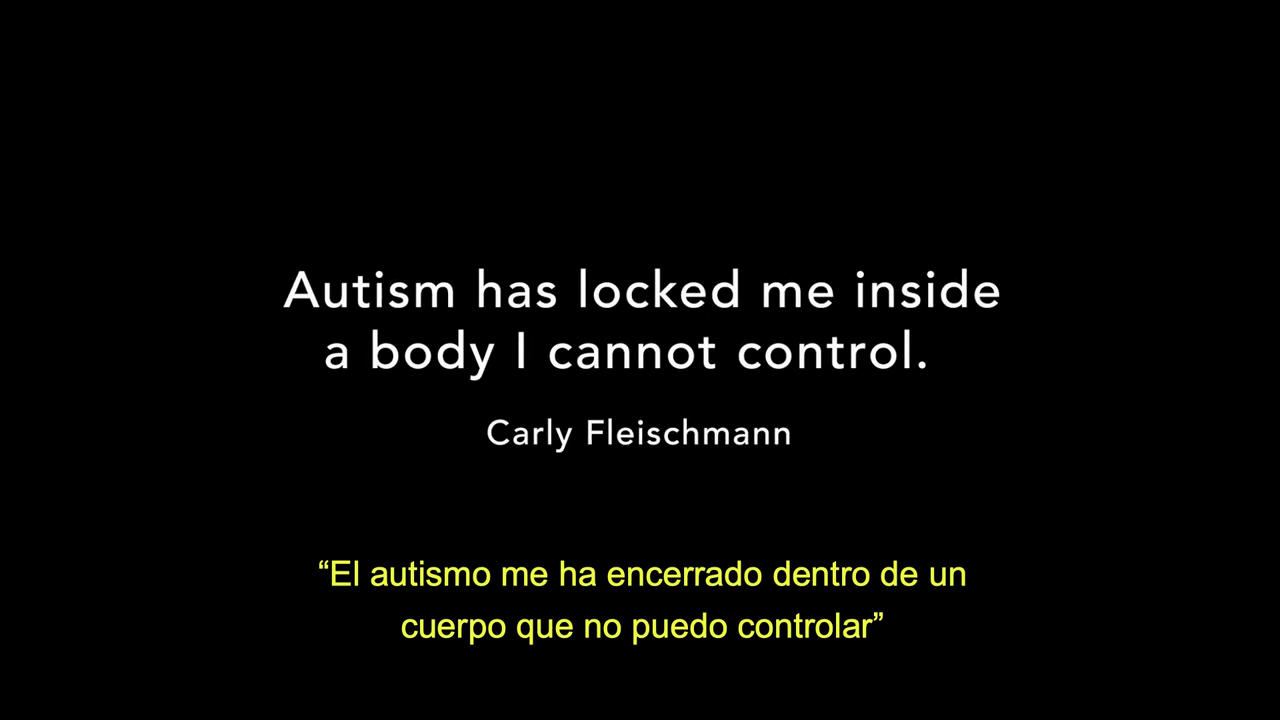 Autism has locked me inside
a body I cannot control.
Carly Fleischmann
“El autismo me ha encerrado dentro de un
cuerpo que no puedo controlar”